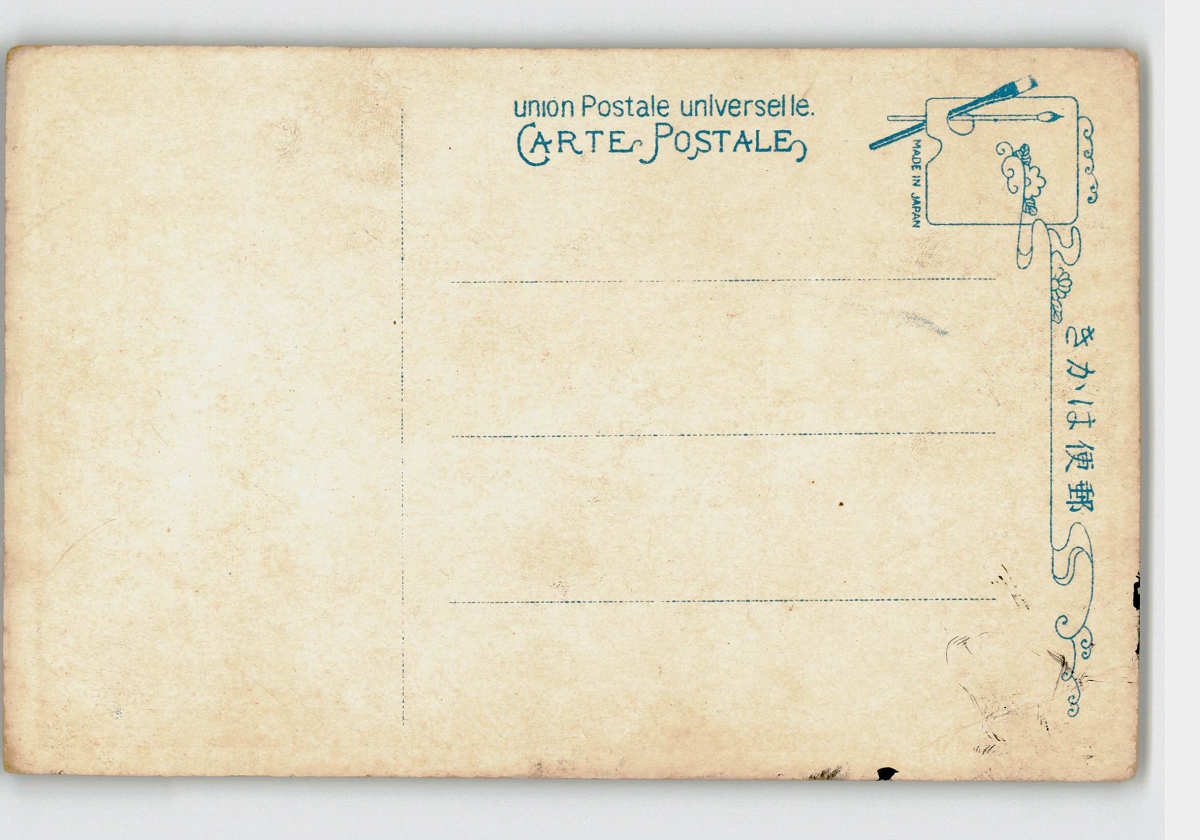 union Postale universelle.
CARTE POSTALE
MADE IN JAPAN
郵便はかき